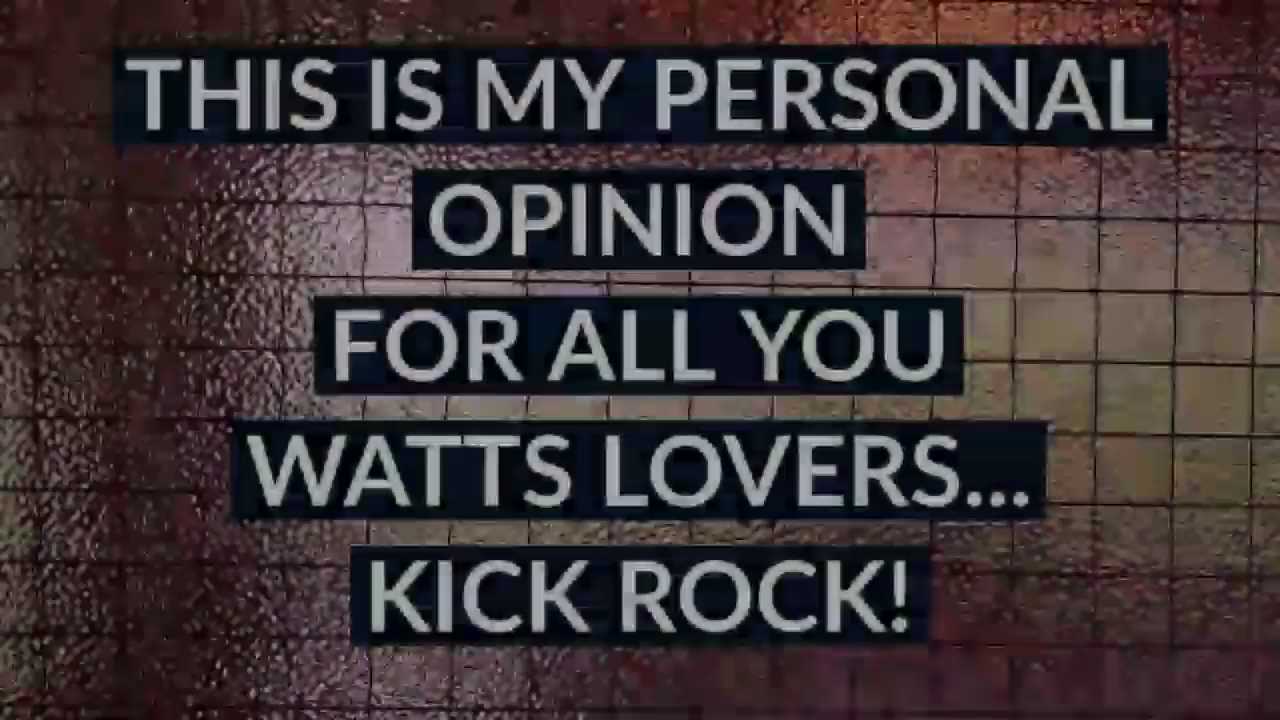 THIS IS MY PERSONAL
OPINION
FOR ALL YOU
WATTS LOVERS...
KICK ROCK!